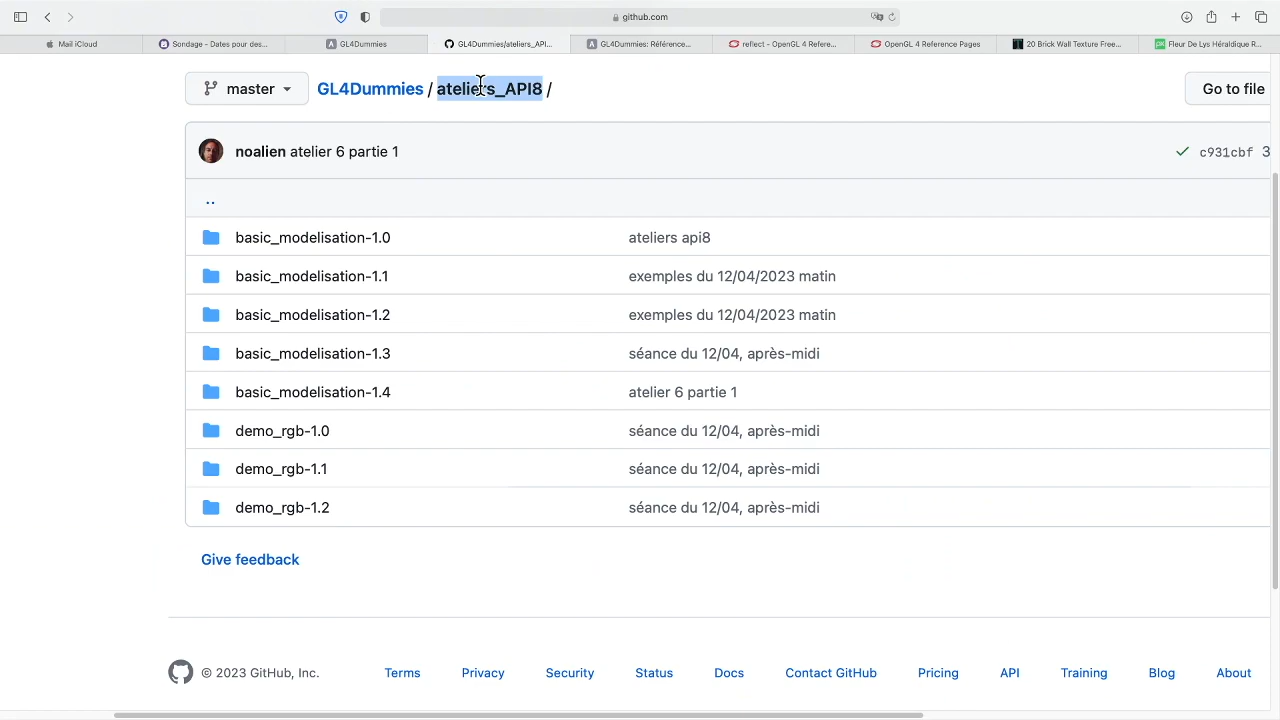 github.com
Mail iCloud
Sondage - Dates pour des...
GL4Dummies
GL4Dummies/ateliers_API...
GL4Dummies: Référence...
reflect - OpenGL 4 Refere...
OpenGL 4 Reference Pages
20 Brick Wall Texture Free...
Fleur De Lys Héraldique R...
master
GL4Dummies / ateliers_API8 /
Go to file
noalien atelier 6 partie 1
c931cbf 3
..
basic_modelisation-1.0 ateliers api8
basic_modelisation-1.1 exemples du 12/04/2023 matin
basic_modelisation-1.2 exemples du 12/04/2023 matin
basic_modelisation-1.3 séance du 12/04, après-midi
basic_modelisation-1.4 atelier 6 partie 1
demo_rgb-1.0 séance du 12/04, après-midi
demo_rgb-1.1 séance du 12/04, après-midi
demo_rgb-1.2 séance du 12/04, après-midi
Give feedback
© 2023 GitHub, Inc. Terms Privacy Security Status Docs Contact GitHub Pricing API Training Blog About